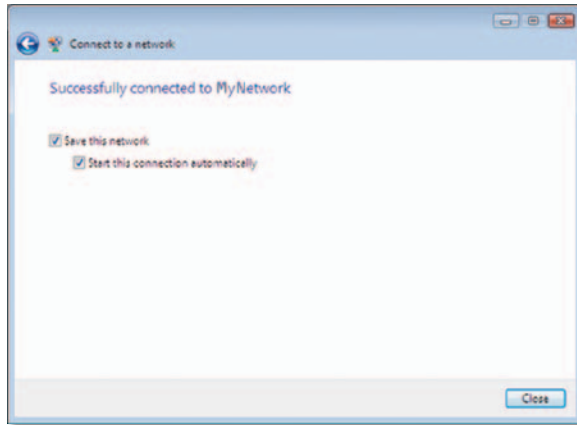 Connect to a network
Successfully connected to MyNetwork
Save this network
Start this connection automatically
Close